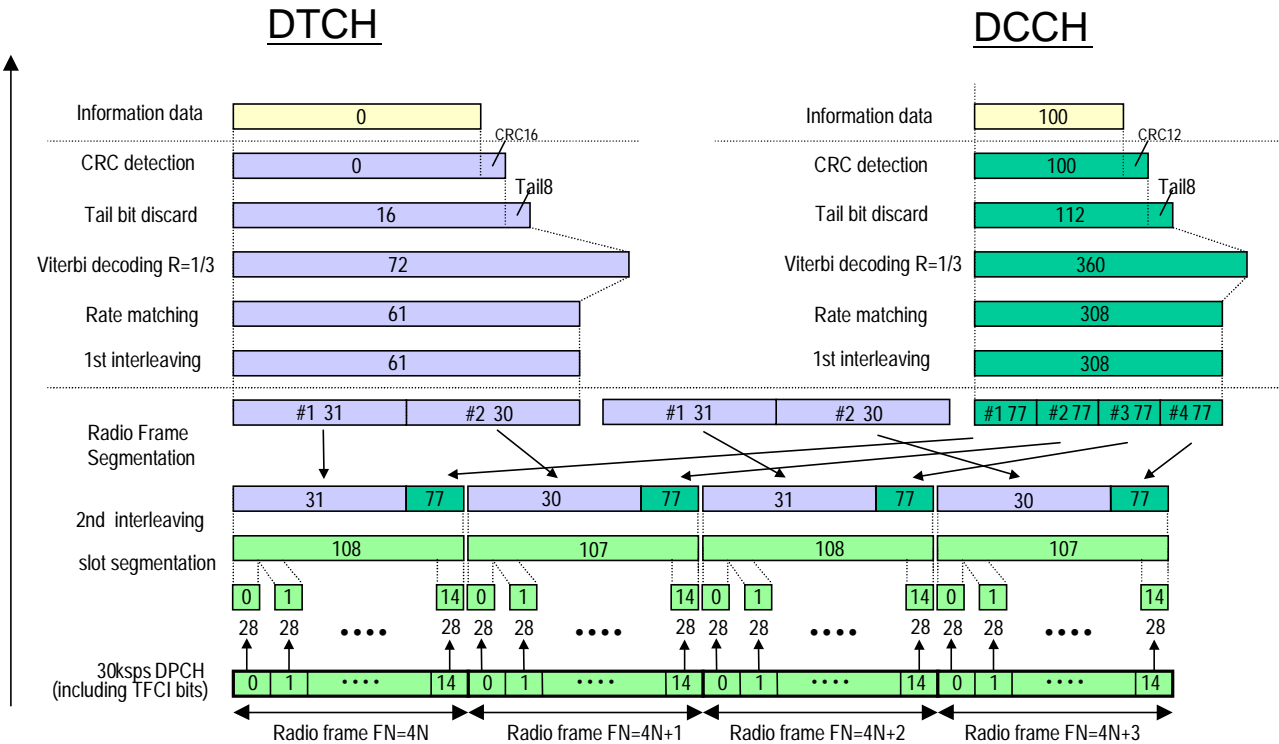 DTCH DCCH
Information data 0 Information data 100
CRC16 CRC12
CRC detection 0 CRC detection 100
Tail8 Tail8
Tail bit discard 16 Tail bit discard 112
Viterbi decoding R=1/3 72 Viterbi decoding R=1/3 360
Rate matching 61 Rate matching 308
1st interleaving 61 1st interleaving 308
#1 31 #2 30 #1 31 #2 30 #1 77 #2 77 #3 77 #4 77
Radio Frame
Segmentation
31 77 30 77 31 77 30 77
2nd interleaving
108 107 108 107
slot segmentation
0 1 14 0 1 14 0 1 14 0 1 14
28 28 •••• 28 28 28 •••• 28 28 28 •••• 28 28 28 •••• 28
30ksps DPCH
(including TFCI bits)
0 1 •••• 14 0 1 •••• 14 0 1 •••• 14 0 1 •••• 14
Radio frame FN=4N Radio frame FN=4N+1 Radio frame FN=4N+2 Radio frame FN=4N+3